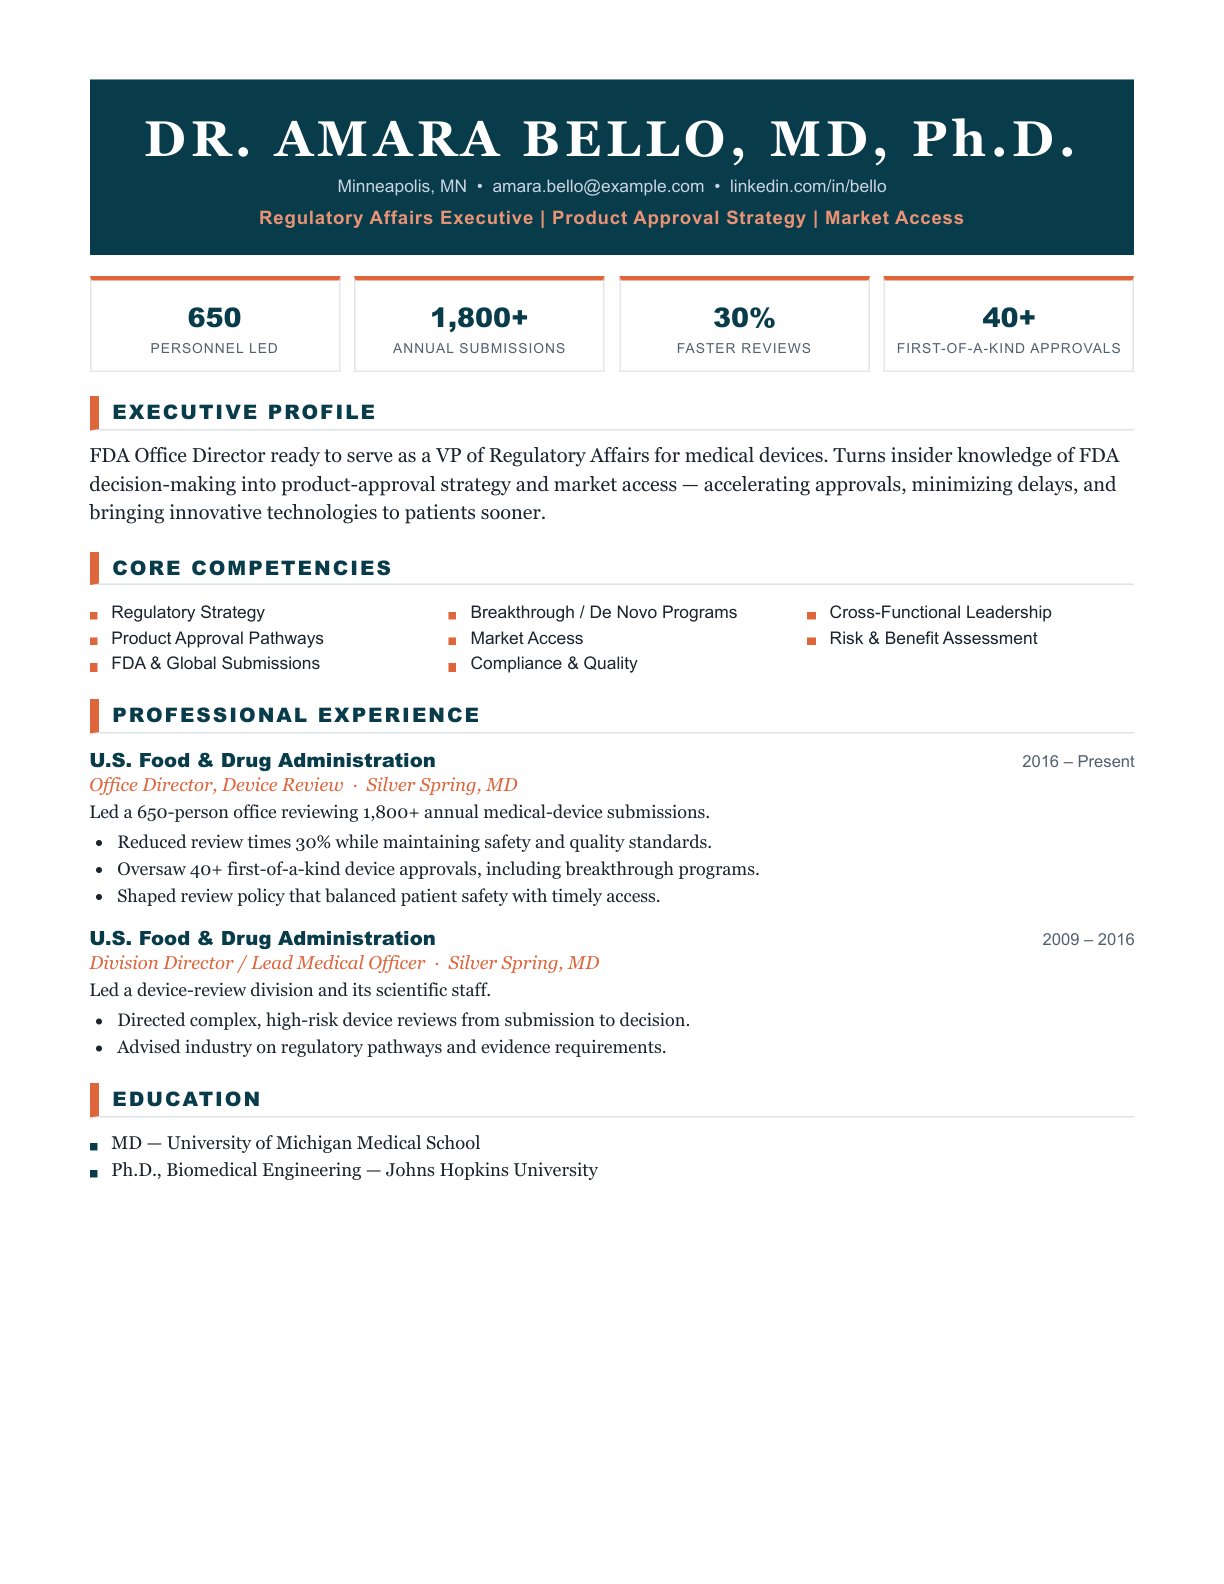 DR. AMARA BELLO, MD, Ph.D.
Minneapolis, MN • amara.bello@example.com • linkedin.com/in/bello
Regulatory Affairs Executive | Product Approval Strategy | Market Access
650
PERSONNEL LED
1,800+
ANNUAL SUBMISSIONS
30%
FASTER REVIEWS
40+
FIRST-OF-A-KIND APPROVALS
EXECUTIVE PROFILE
FDA Office Director ready to serve as a VP of Regulatory Affairs for medical devices. Turns insider knowledge of FDA
decision-making into product-approval strategy and market access — accelerating approvals, minimizing delays, and
bringing innovative technologies to patients sooner.
CORE COMPETENCIES
Regulatory Strategy
Product Approval Pathways
FDA & Global Submissions
Breakthrough / De Novo Programs
Market Access
Compliance & Quality
Cross-Functional Leadership
Risk & Benefit Assessment
PROFESSIONAL EXPERIENCE
U.S. Food & Drug Administration 2016 – Present
Office Director, Device Review · Silver Spring, MD
Led a 650-person office reviewing 1,800+ annual medical-device submissions.
• Reduced review times 30% while maintaining safety and quality standards.
• Oversaw 40+ first-of-a-kind device approvals, including breakthrough programs.
• Shaped review policy that balanced patient safety with timely access.
U.S. Food & Drug Administration 2009 – 2016
Division Director / Lead Medical Officer · Silver Spring, MD
Led a device-review division and its scientific staff.
• Directed complex, high-risk device reviews from submission to decision.
• Advised industry on regulatory pathways and evidence requirements.
EDUCATION
MD — University of Michigan Medical School
Ph.D., Biomedical Engineering — Johns Hopkins University